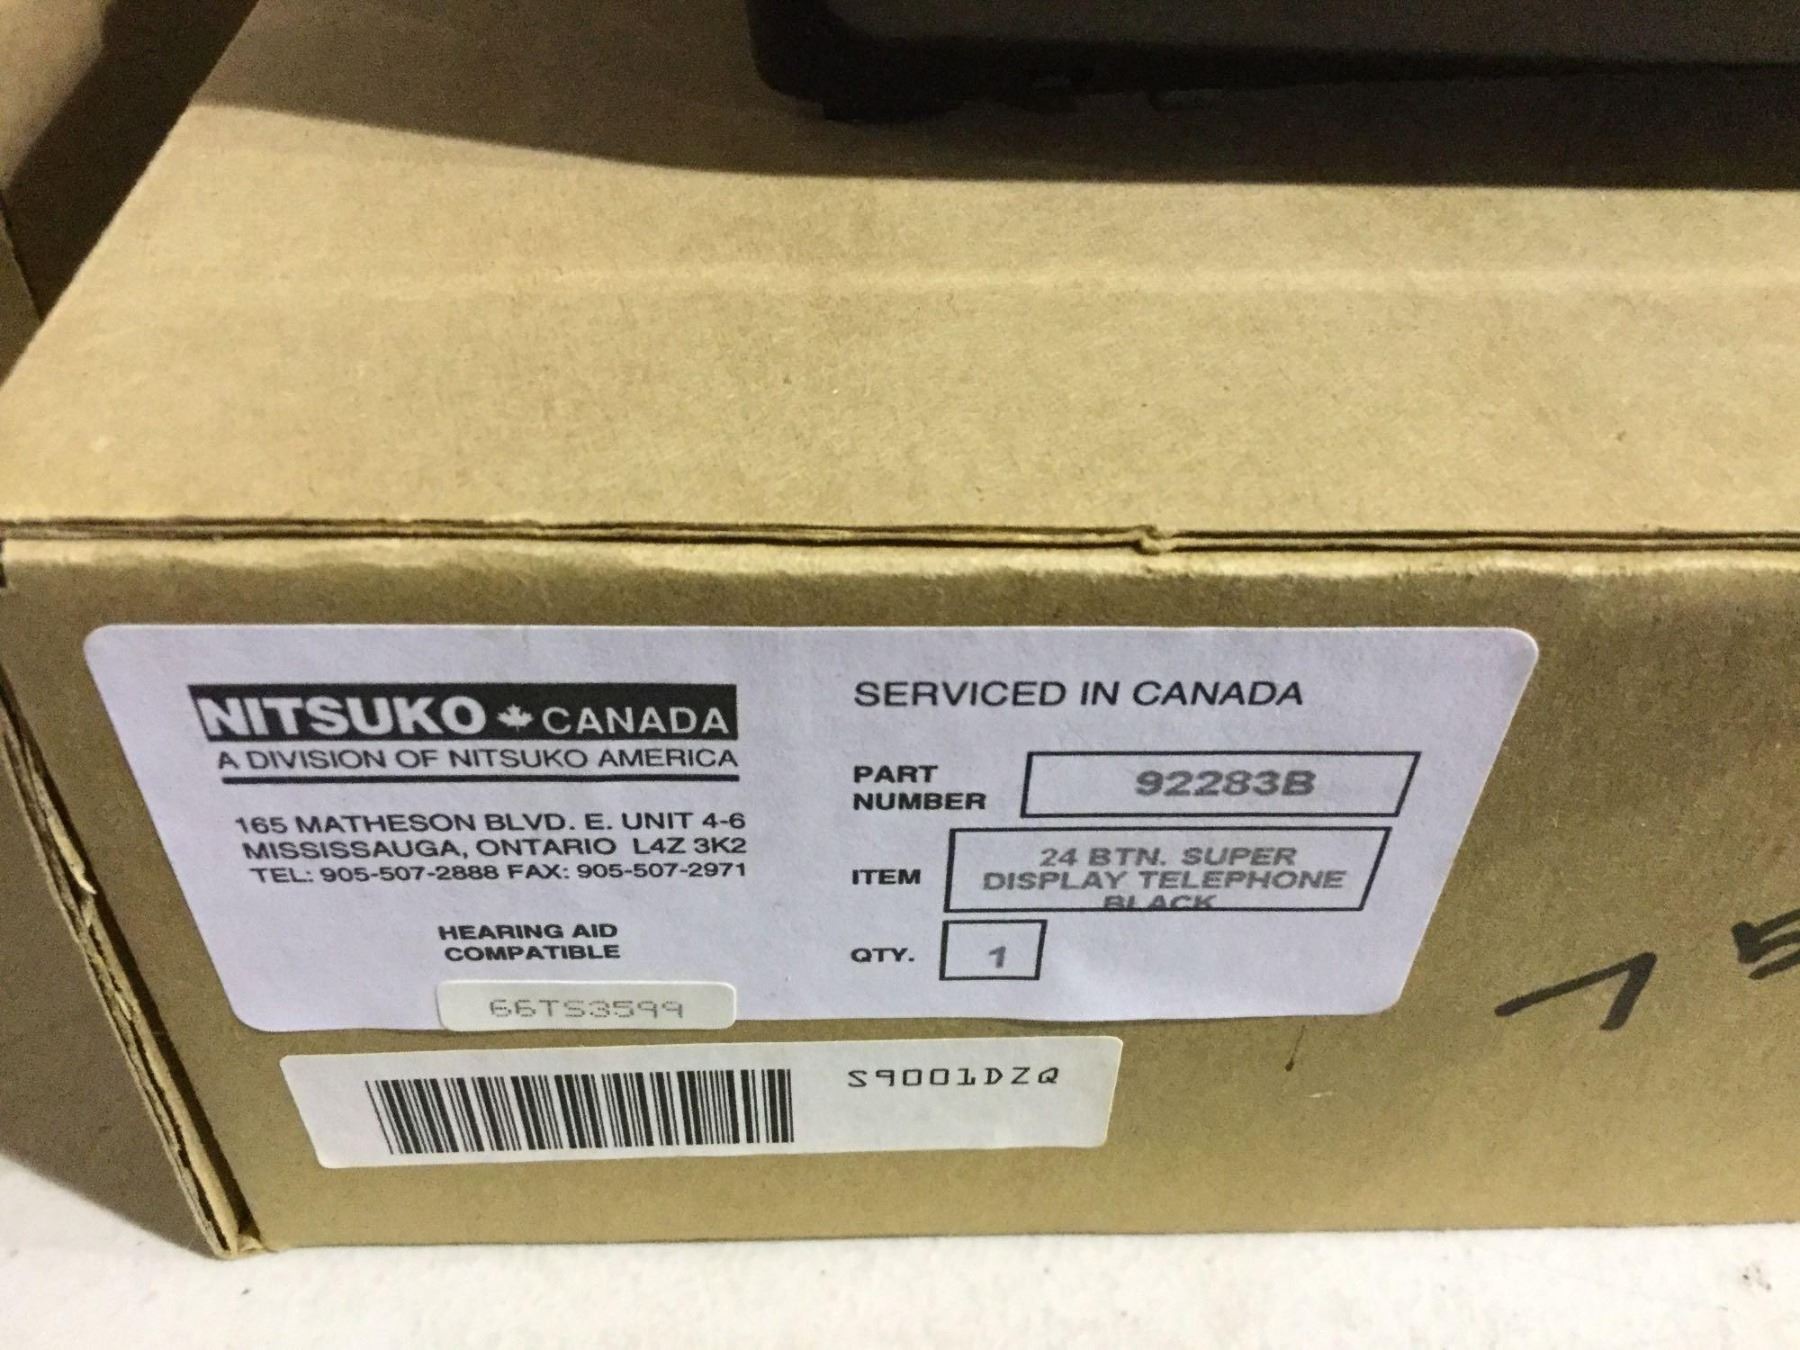 NITSUKO CANADA
A DIVISION OF NITSUKO AMERICA
165 MATHESON BLVD. E. UNIT 4-6
MISSISSAUGA, ONTARIO L4Z 3K2
TEL: 905-507-2888 FAX: 905-507-2971
HEARING AID
COMPATIBLE
66TS3599
SERVICED IN CANADA
PART
NUMBER
92283B
ITEM
24 BTN. SUPER
DISPLAY TELEPHONE
BLACK
QTY.
1
S9001DZQ